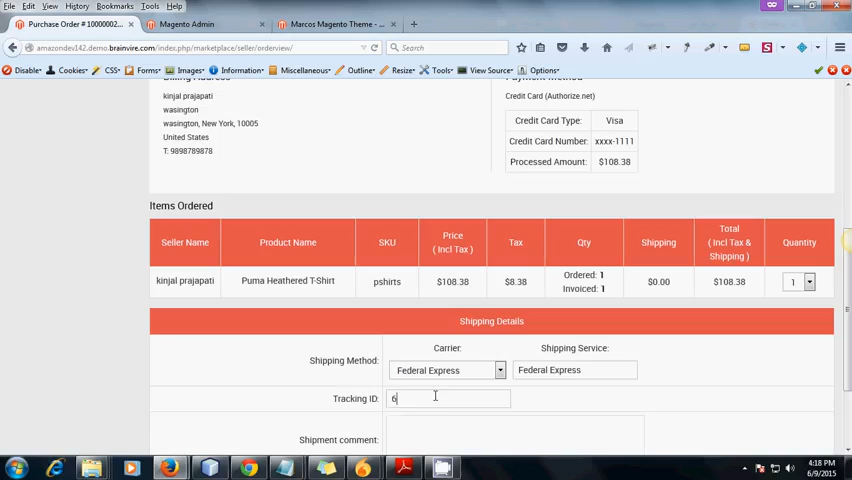 File Edit View History Bookmarks Tools Help
Purchase Order # 10000002...
Magento Admin
Marcos Magento Theme - ...
amazondev142.demo.brainvire.com/index.php/marketplace/seller/orderview/
Search
Disable Cookies CSS Forms Images Information Miscellaneous Outline Resize Tools View Source Options
kinjal prajapati
wasington
wasington, New York, 10005
United States
T: 9898789878
Credit Card (Authorize.net)
Credit Card Type: Visa
Credit Card Number: xxxx-1111
Processed Amount: $108.38
Items Ordered
Seller Name
Product Name
SKU
Price
( Incl Tax )
Tax
Qty
Shipping
Total
( Incl Tax &
Shipping )
Quantity
kinjal prajapati
Puma Heathered T-Shirt
pshirts
$108.38
$8.38
Ordered: 1
Invoiced: 1
$0.00
$108.38
1
Shipping Details
Carrier:
Shipping Service:
Shipping Method:
Federal Express
Federal Express
Tracking ID:
6
Shipment comment:
4:18 PM
6/9/2015